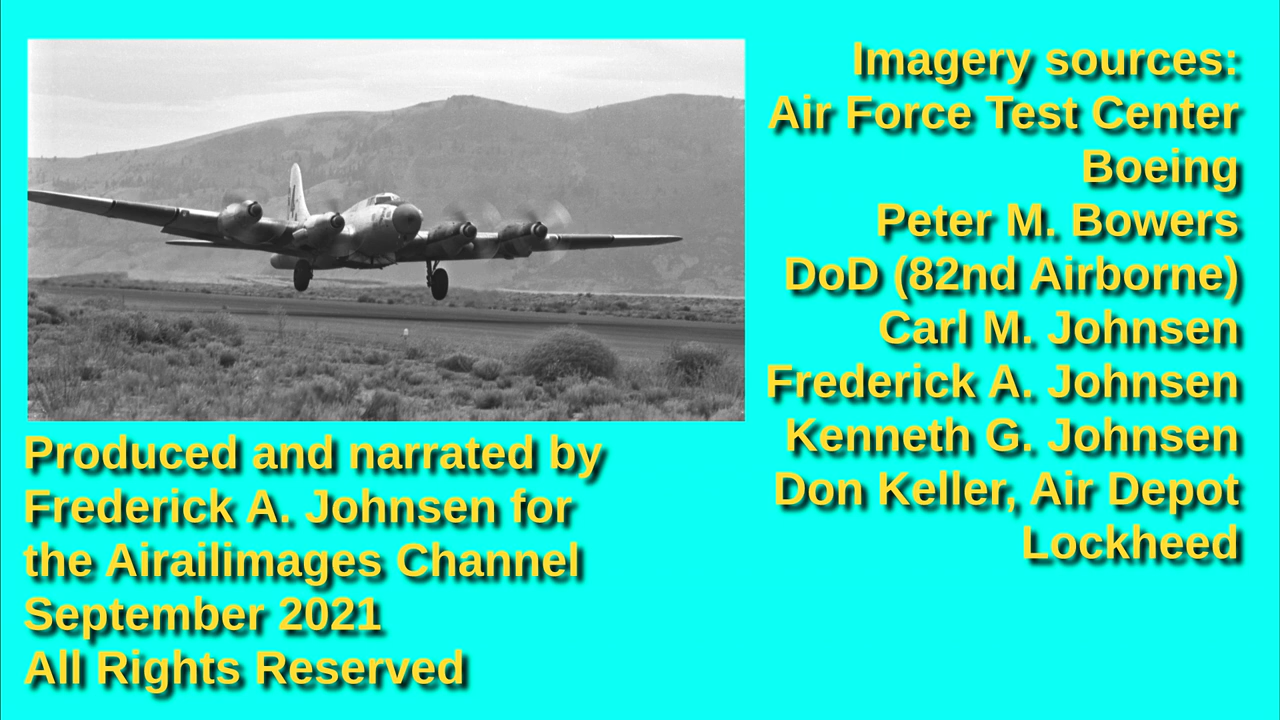 Imagery sources:
Air Force Test Center
Boeing
Peter M. Bowers
DoD (82nd Airborne)
Carl M. Johnsen
Frederick A. Johnsen
Kenneth G. Johnsen
Don Keller, Air Depot
Lockheed
Produced and narrated by
Frederick A. Johnsen for
the Airailimages Channel
September 2021
All Rights Reserved